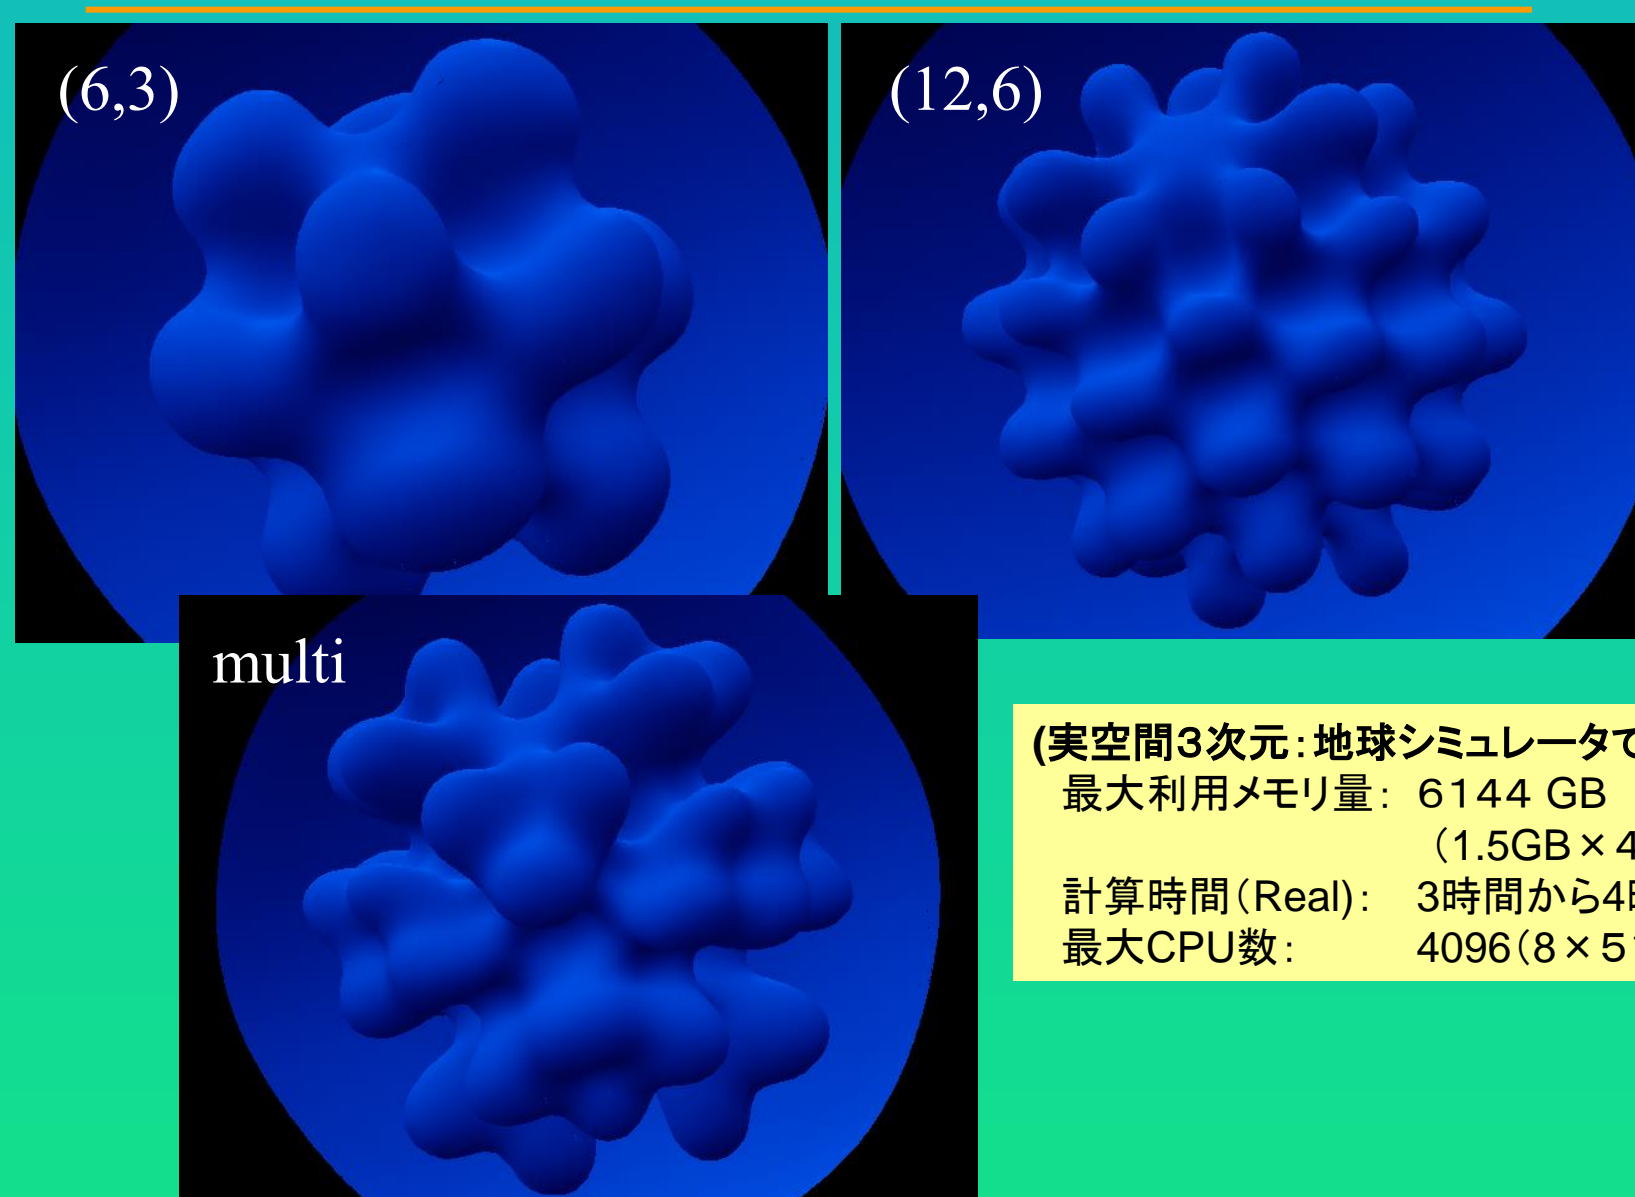 (6,3)
(12,6)
multi
(実空間３次元：地球シミュレータで
最大利用メモリ量： ６１４４ GB
（1.5GB×４
計算時間（Real)： 3時間から4
最大CPU数： 4096（8×５